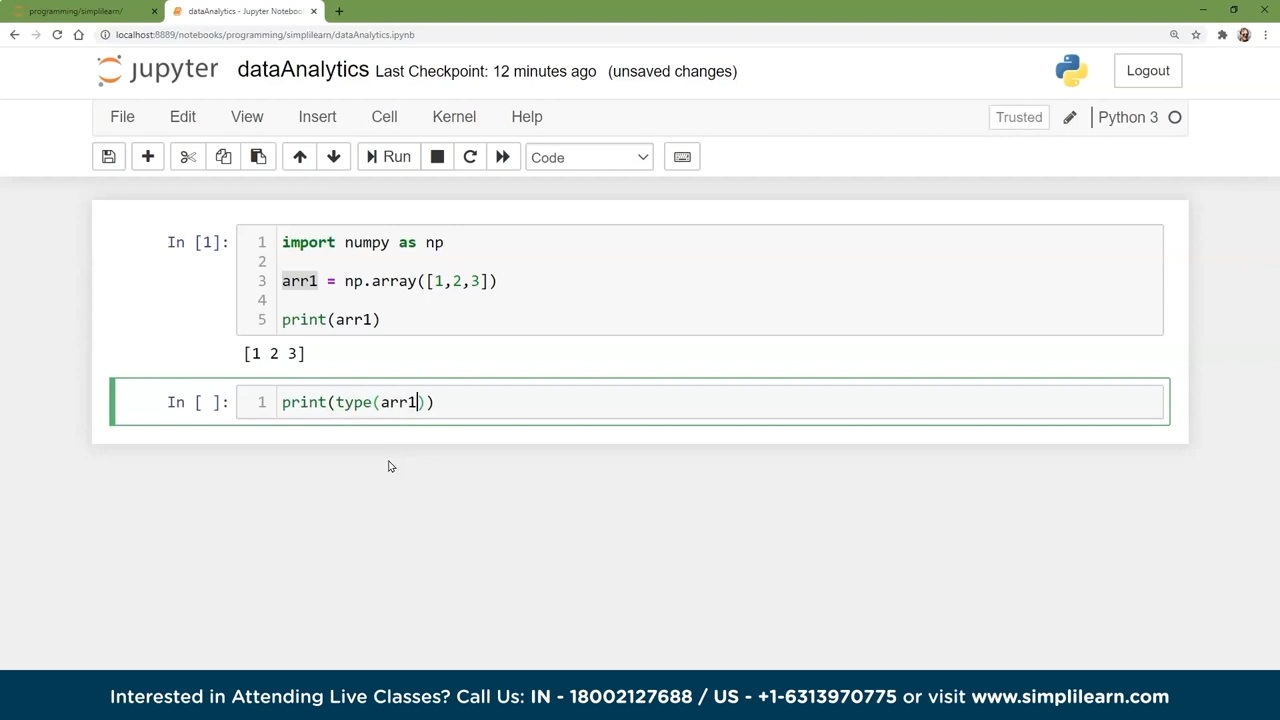 programming/simplilearn/
dataAnalytics - Jupyter Noteboo
localhost:8889/notebooks/programming/simplilearn/dataAnalytics.ipynb
jupyter dataAnalytics Last Checkpoint: 12 minutes ago (unsaved changes)
Logout
File Edit View Insert Cell Kernel Help
Trusted Python 3
Run Code
In [1]:
1 import numpy as np
2
3 arr1 = np.array([1,2,3])
4
5 print(arr1)
[1 2 3]
In [ ]: 1 print(type(arr1))
Interested in Attending Live Classes? Call Us: IN - 18002127688 / US - +1-6313970775 or visit www.simplilearn.com